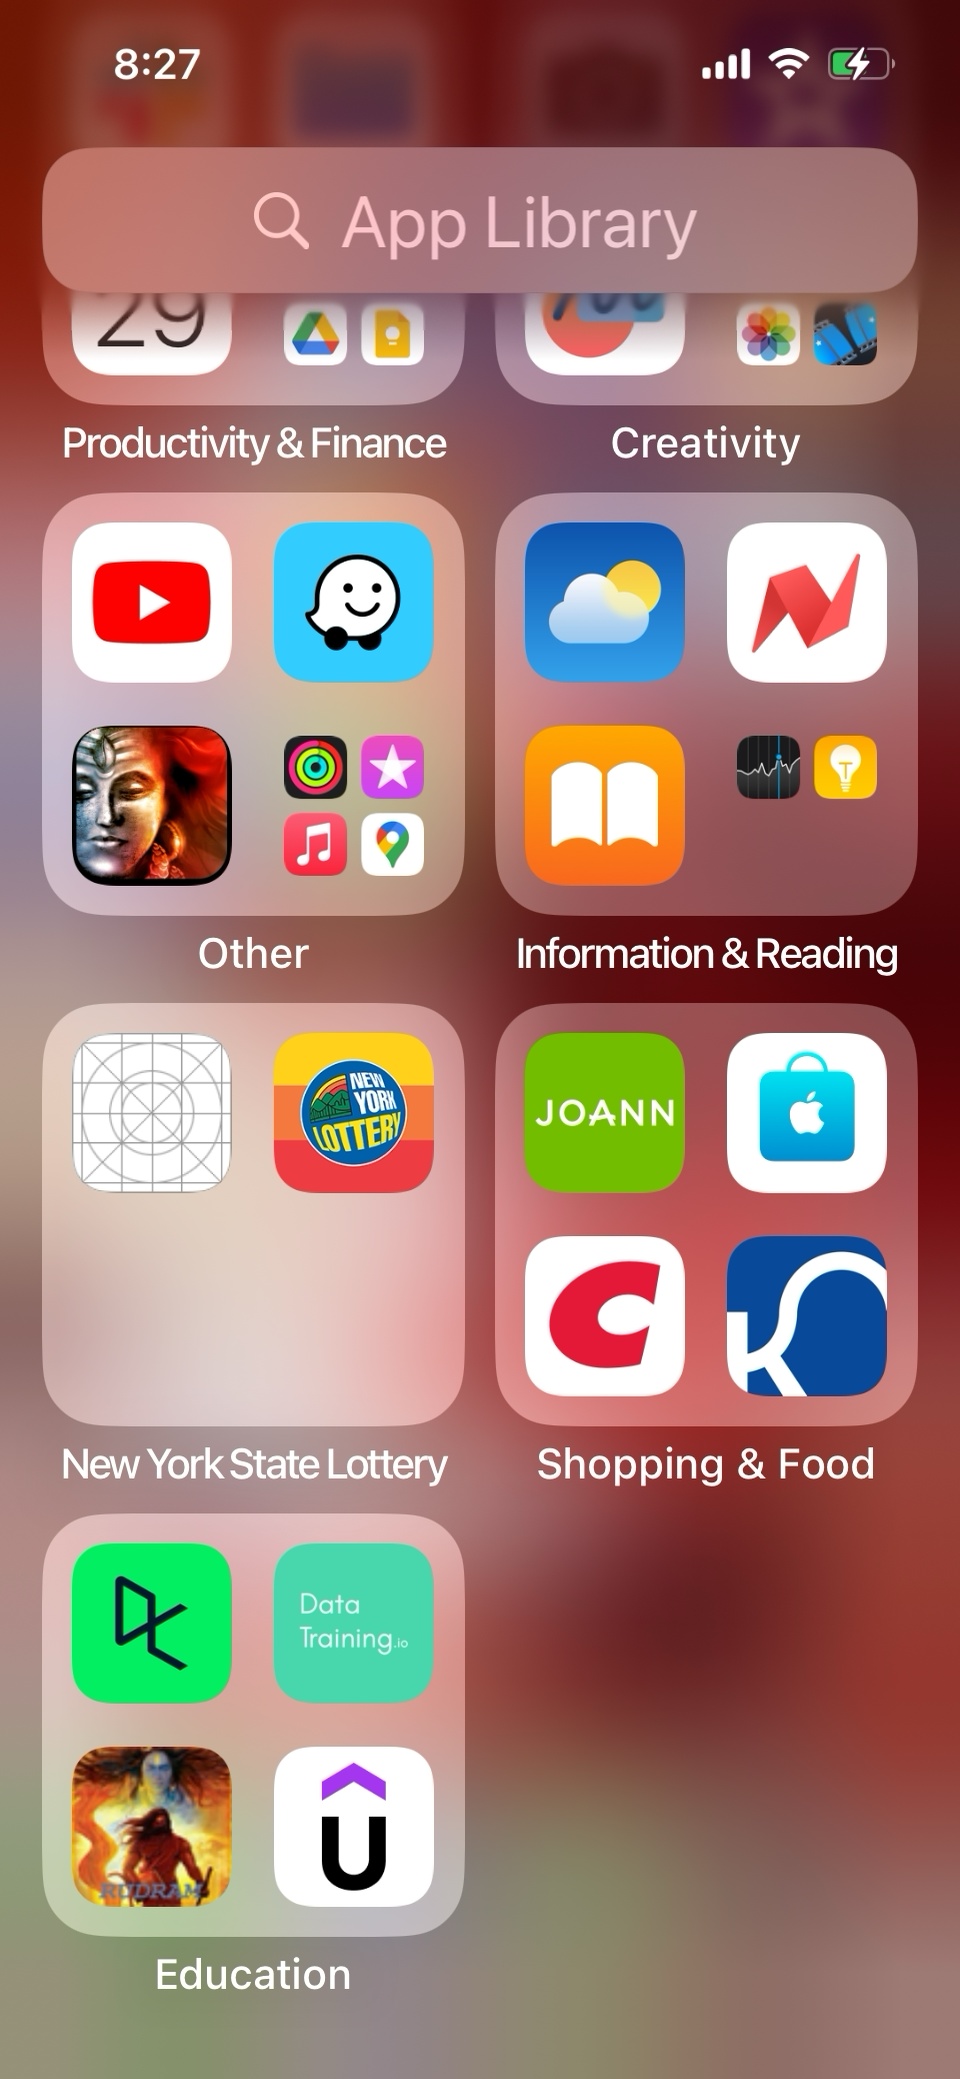 8:27
App Library
29
Productivity & Finance
Creativity
Other
Information & Reading
T
NEW
YORK
LOTTERY
JOANN
New York State Lottery
Shopping & Food
Data
Training.io
RUDRAM
Education